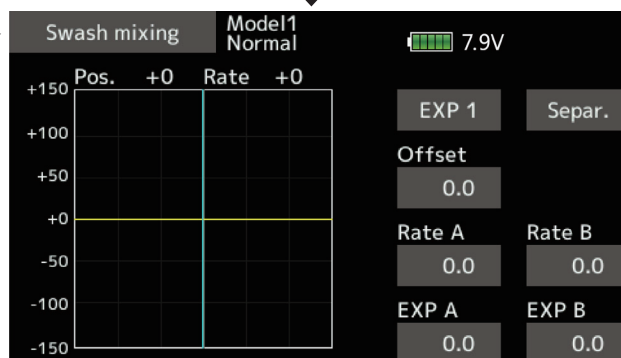 Swash mixing
Model1
Normal
7.9V
Pos. +0 Rate +0
+150
+100
+50
+0
-50
-100
-150
EXP 1 Separ.
Offset
0.0
Rate A Rate B
0.0 0.0
EXP A EXP B
0.0 0.0